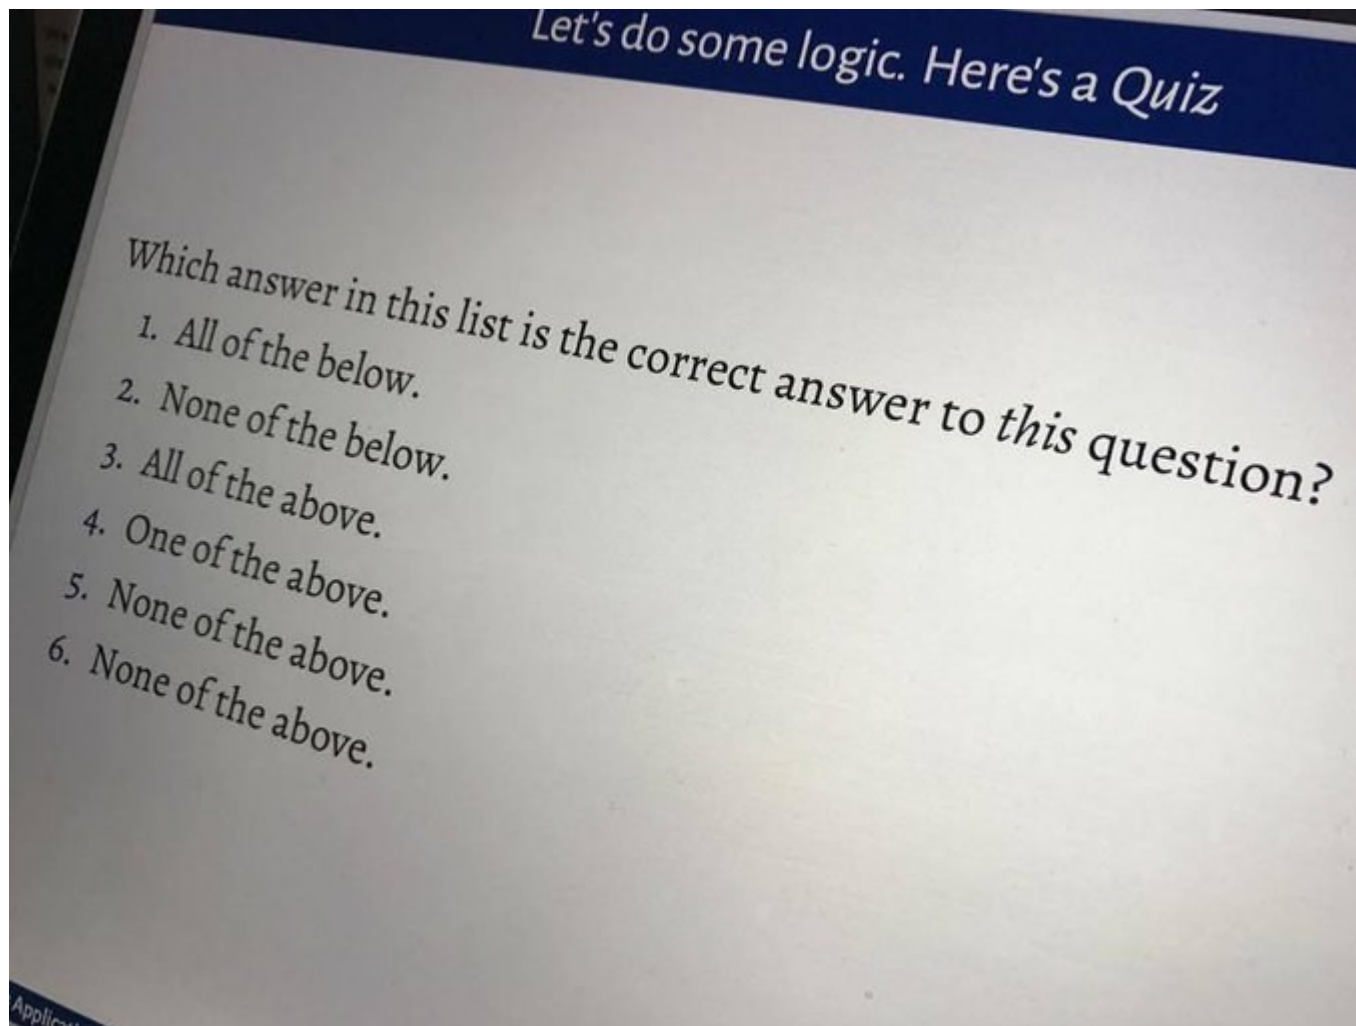 Let's do some logic. Here's a Quiz
Which answer in this list is the correct answer to this question?
1. All of the below.
2. None of the below.
3. All of the above.
4. One of the above.
5. None of the above.
6. None of the above.